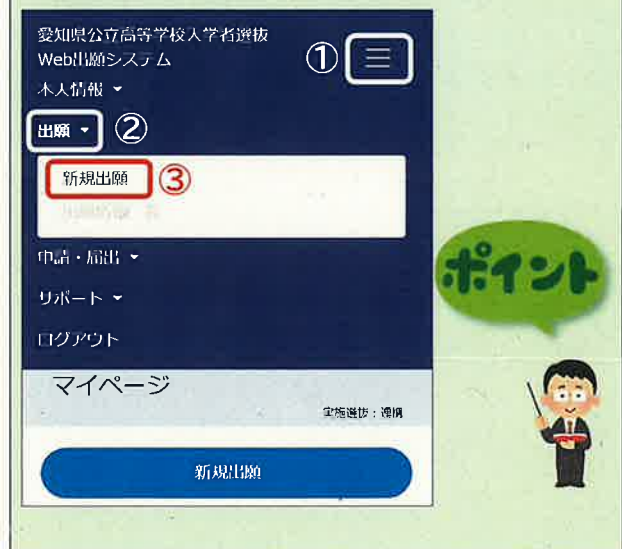 愛知県公立高等学校入学者選抜
Web出願システム
①
本人情報
出願
②
新規出願
③
申請・届出
サポート
ログアウト
ポイント
マイページ
実施選抜：連携
新規出願